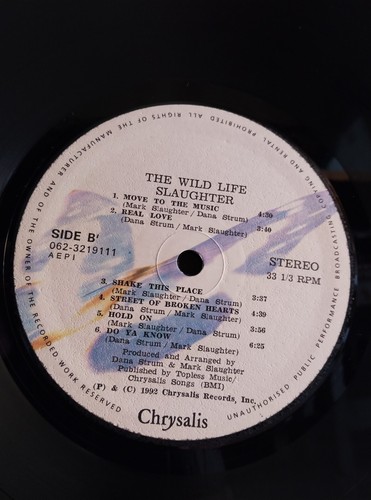 THE WILD LIFE
SLAUGHTER
1. MOVE TO THE MUSIC 4:30
(Mark Slaughter/Dana Strum)
2. REAL LOVE 3:40
(Dana Strum/Mark Slaughter)
SIDE B'
062-3219111
AEPI
STEREO
33 1/3 RPM
3. SHAKE THIS PLACE 3:37
(Mark Slaughter/Dana Strum)
4. STREET OF BROKEN HEARTS 4:39
(Mark Slaughter/Dana Strum)
5. HOLD ON 3:56
(Dana Strum/Mark Slaughter)
6. DO YA KNOW 6:25
(Dana Strum/Mark Slaughter)
Produced and Arranged by
Dana Strum & Mark Slaughter
Published by Topless Music/
Chrysalis Songs (BMI)
(P) & (C) 1992 Chrysalis Records, Inc.
Chrysalis
ALL RIGHTS OF THE MANUFACTURER AND OF THE OWNER OF THE RECORDED WORK RESERVED
UNAUTHORISED PUBLIC PERFORMANCE BROADCASTING COPYING AND RENTAL PROHIBITED